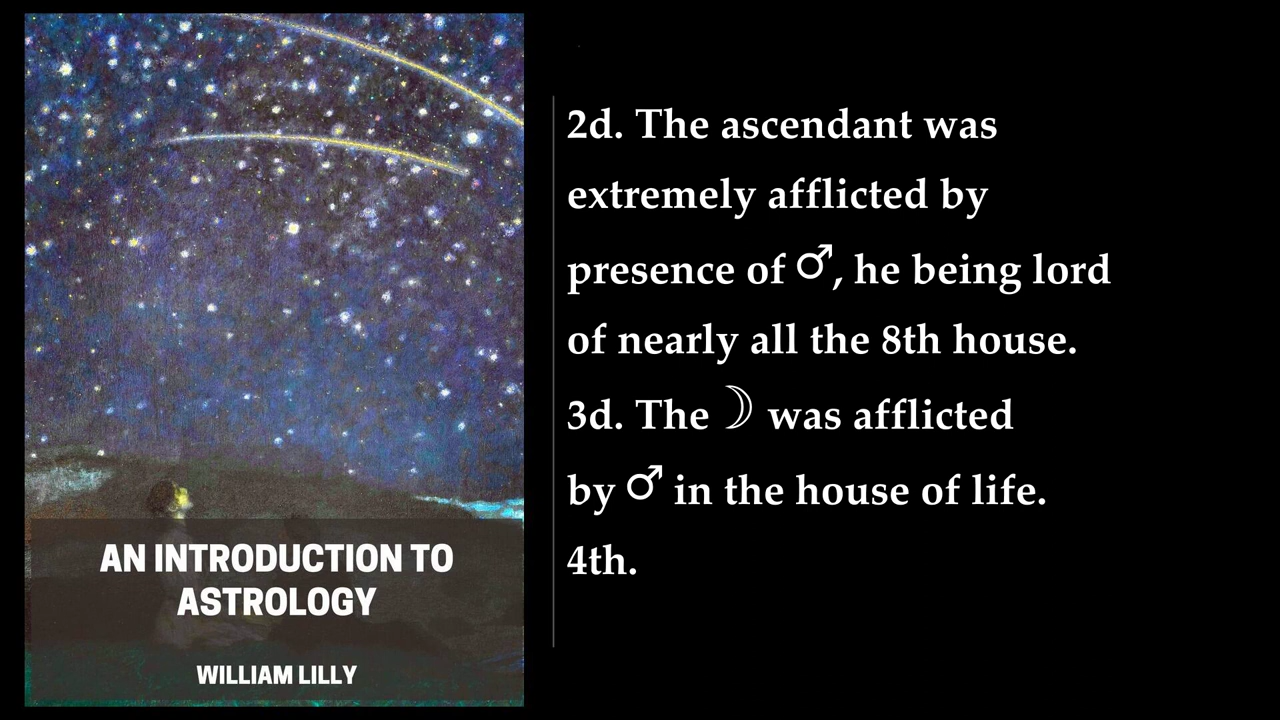 AN INTRODUCTION TO
ASTROLOGY
WILLIAM LILLY
2d. The ascendant was
extremely afflicted by
presence of ♂, he being lord
of nearly all the 8th house.
3d. The ☽ was afflicted
by ♂ in the house of life.
4th.